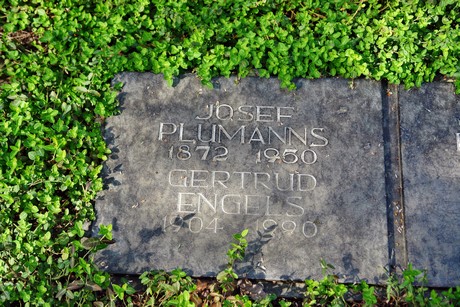 JOSEF
PLUMANNS
1872 1950
GERTRUD
ENGELS
1904 1990